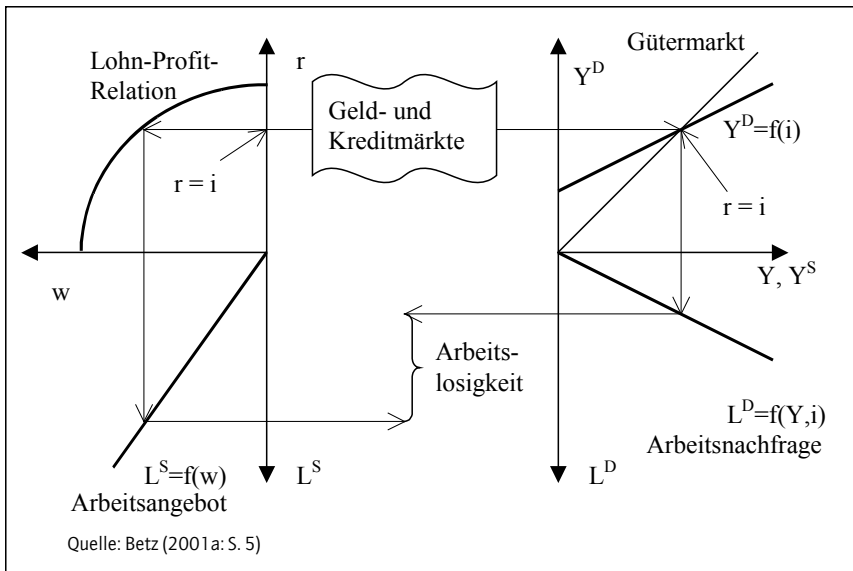 Lohn-Profit-
Relation
r
Geld- und
Kreditmärkte
r = i
w
Gütermarkt
Y^D
Y^D=f(i)
r = i
Y, Y^S
Arbeits-
losigkeit
L^S=f(w)
Arbeitsangebot
L^S
L^D=f(Y,i)
Arbeitsnachfrage
L^D
Quelle: Betz (2001a: S. 5)